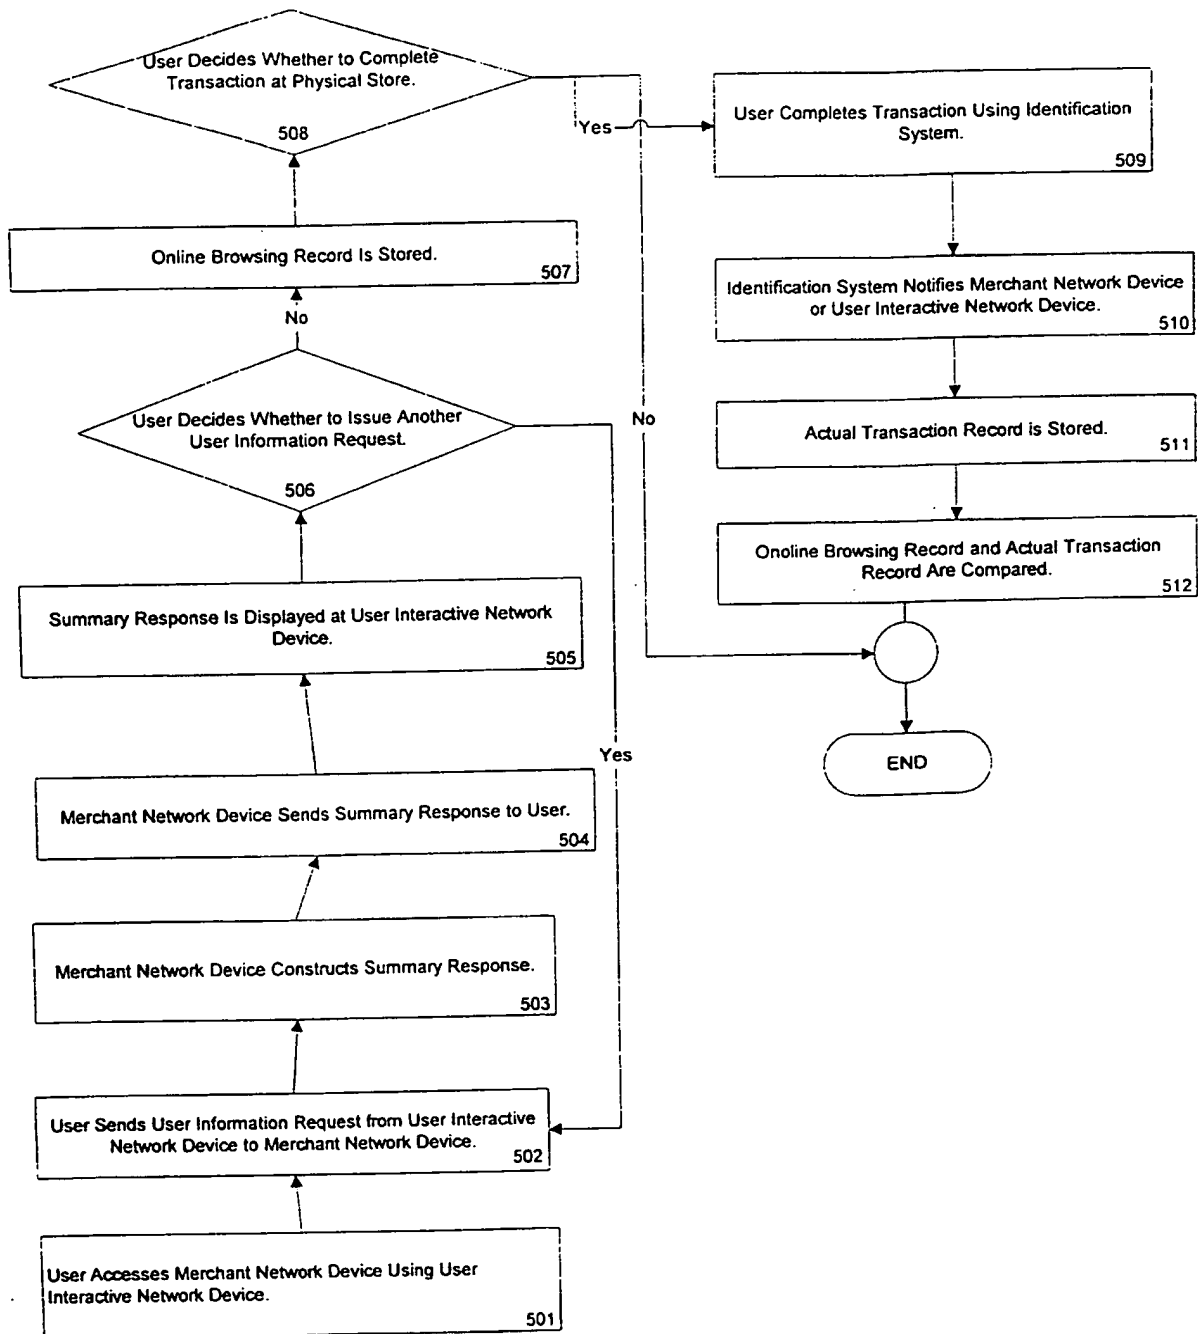 User Decides Whether to Complete
Transaction at Physical Store.
508
Yes
User Completes Transaction Using Identification
System.
509
Online Browsing Record Is Stored.
507
Identification System Notifies Merchant Network Device
or User Interactive Network Device.
510
No
User Decides Whether to Issue Another
User Information Request.
506
No
Actual Transaction Record is Stored.
511
Onoline Browsing Record and Actual Transaction
Record Are Compared.
512
Summary Response Is Displayed at User Interactive Network
Device.
505
Yes
END
Merchant Network Device Sends Summary Response to User.
504
Merchant Network Device Constructs Summary Response.
503
User Sends User Information Request from User Interactive
Network Device to Merchant Network Device.
502
User Accesses Merchant Network Device Using User
Interactive Network Device.
501